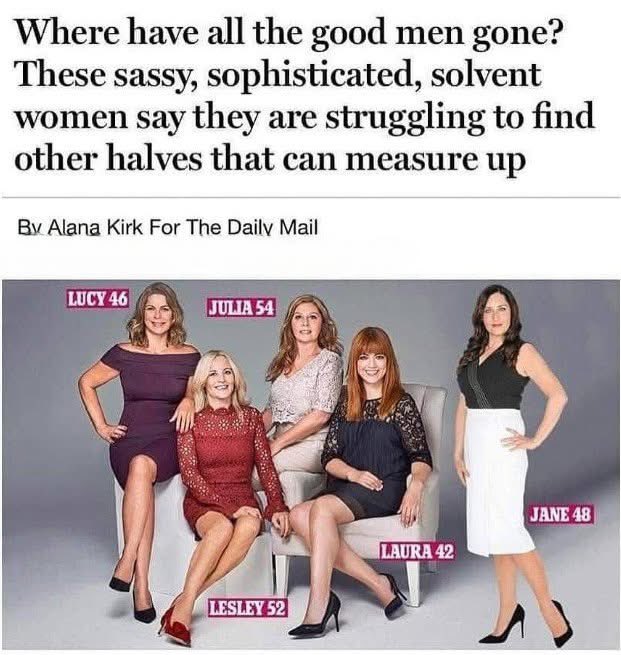 Where have all the good men gone?
These sassy, sophisticated, solvent
women say they are struggling to find
other halves that can measure up
By Alana Kirk For The Daily Mail
LUCY 46
JULIA 54
JANE 48
LAURA 42
LESLEY 52